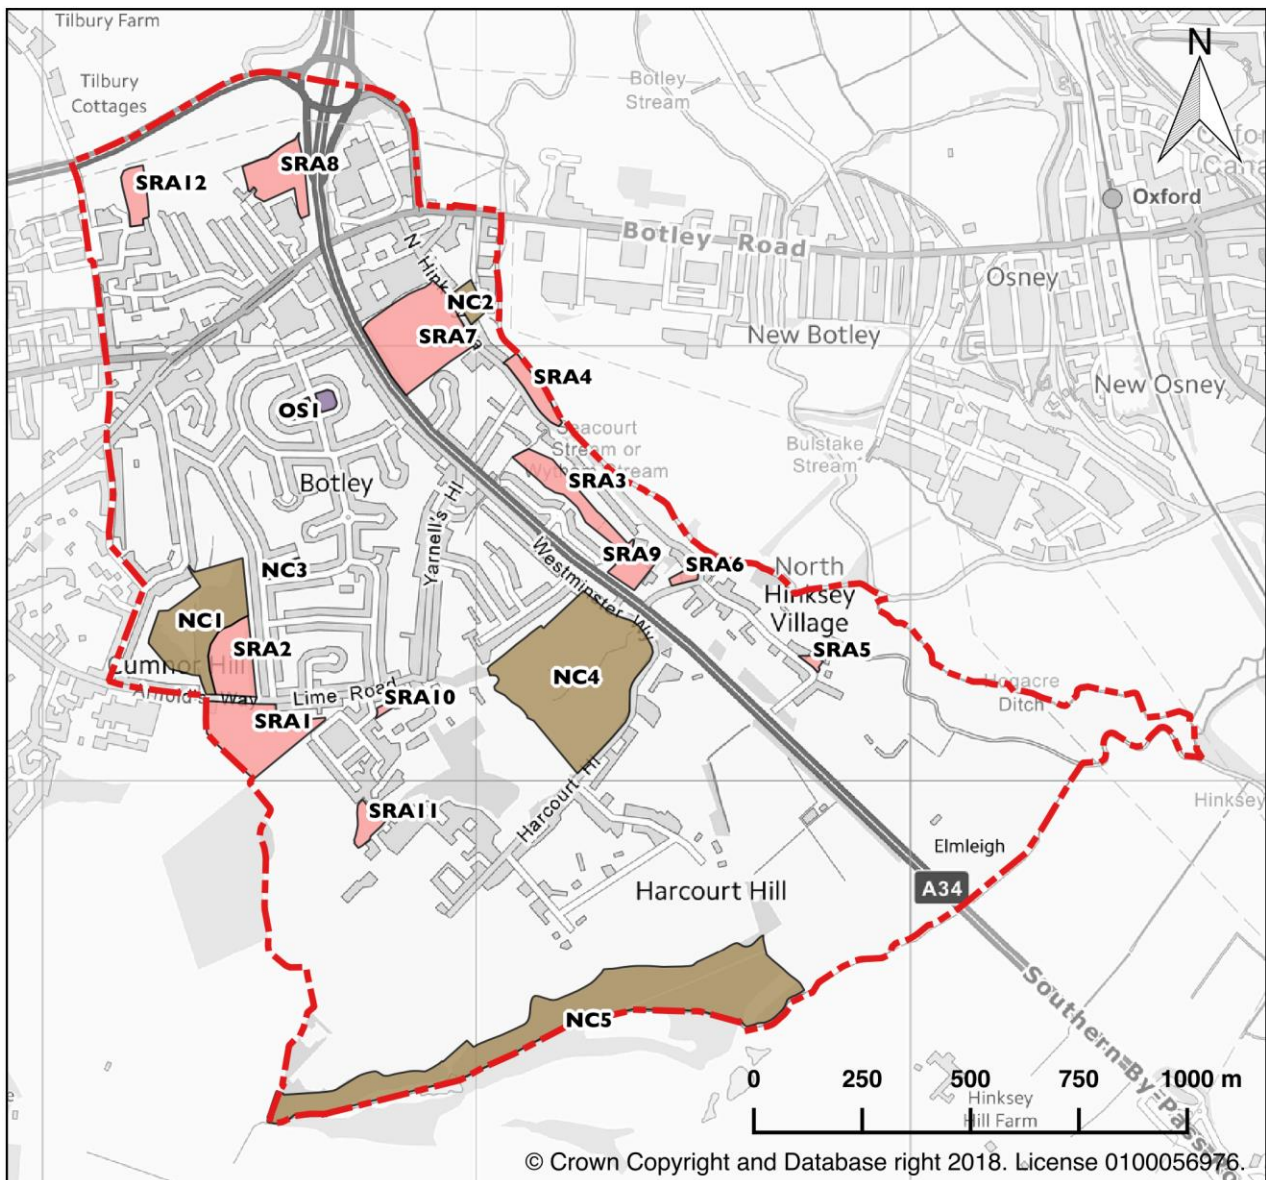 Tilbury Farm
N
Tilbury
Cottages
Botley
Stream
SRA8
SRA12
Oxford
Botley Road
Osney
NC2
SRA7
New Botley
SRA4
New Osney
OS1
Seacourt
Stream or
Wytham Stream
Bulstake
Stream
SRA3
Botley
Yarnell's Hl
Westminster Wy
SRA9
SRA6
North
Hinksey
Village
NC3
NC1
SRA2
SRA5
Cumnor Hill
Arnold's Way
Lime Road
SRA10
NC4
Hogacre
Ditch
SRA1
Hinksey
SRA11
Harcourt Hl
Elmleigh
A34
Harcourt Hill
NC5
Southern By-Pass
0 250 500 750 1000 m
Hinksey
Hill Farm
© Crown Copyright and Database right 2018. License 0100056976.